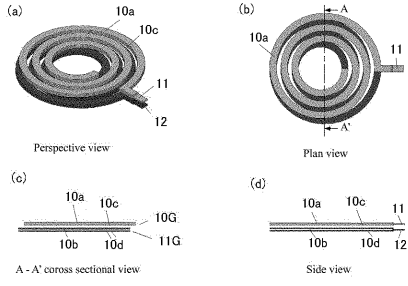 (a)
10a
10c
11
12
Perspective view
(b)
A
10a
11
A'
Plan view
(c)
10a
10c
10G
10b
10d
11G
A - A' coross sectional view
(d)
10a
10c
11
10b
10d
12
Side view